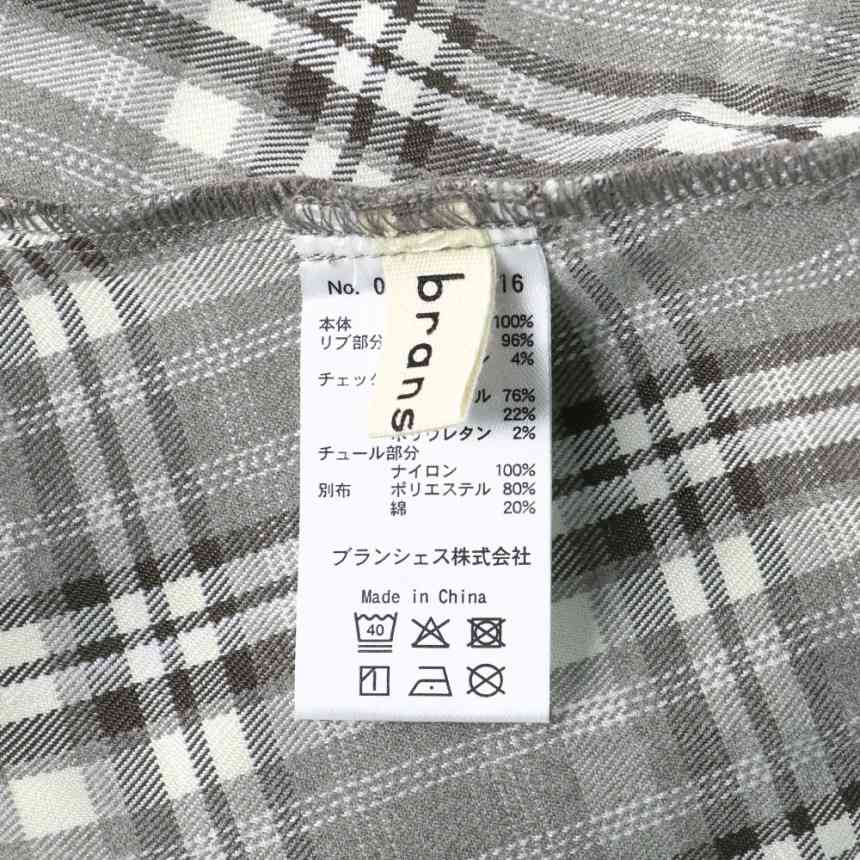 No. 0 16
brans
本体 100%
リブ部分 96%
ン 4%
チェック
ル 76%
22%
ポリウレタン 2%
チュール部分
ナイロン 100%
別布 ポリエステル 80%
綿 20%
ブランシェス株式会社
Made in China
40